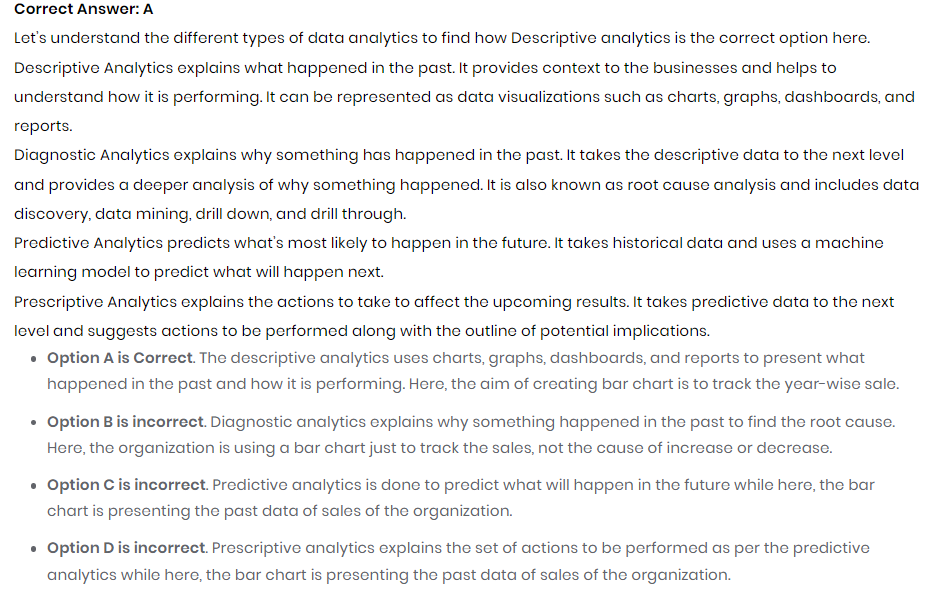 Correct Answer: A
Let's understand the different types of data analytics to find how Descriptive analytics is the correct option here.
Descriptive Analytics explains what happened in the past. It provides context to the businesses and helps to
understand how it is performing. It can be represented as data visualizations such as charts, graphs, dashboards, and
reports.
Diagnostic Analytics explains why something has happened in the past. It takes the descriptive data to the next level
and provides a deeper analysis of why something happened. It is also known as root cause analysis and includes data
discovery, data mining, drill down, and drill through.
Predictive Analytics predicts what's most likely to happen in the future. It takes historical data and uses a machine
learning model to predict what will happen next.
Prescriptive Analytics explains the actions to take to affect the upcoming results. It takes predictive data to the next
level and suggests actions to be performed along with the outline of potential implications.
• Option A is Correct. The descriptive analytics uses charts, graphs, dashboards, and reports to present what
happened in the past and how it is performing. Here, the aim of creating bar chart is to track the year-wise sale.
• Option B is incorrect. Diagnostic analytics explains why something happened in the past to find the root cause.
Here, the organization is using a bar chart just to track the sales, not the cause of increase or decrease.
• Option C is incorrect. Predictive analytics is done to predict what will happen in the future while here, the bar
chart is presenting the past data of sales of the organization.
• Option D is incorrect. Prescriptive analytics explains the set of actions to be performed as per the predictive
analytics while here, the bar chart is presenting the past data of sales of the organization.